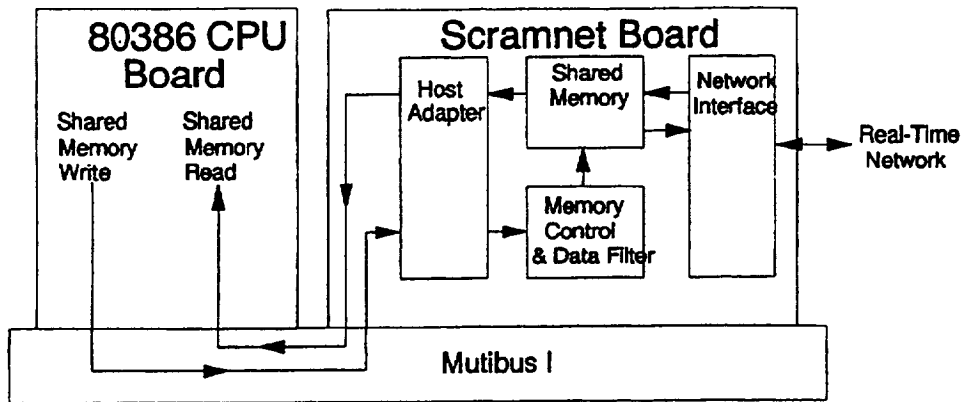 80386 CPU
Board
Shared
Memory
Write
Shared
Memory
Read
Scramnet Board
Host
Adapter
Shared
Memory
Network
Interface
Memory
Control
& Data Filter
Real-Time
Network
Mutibus I